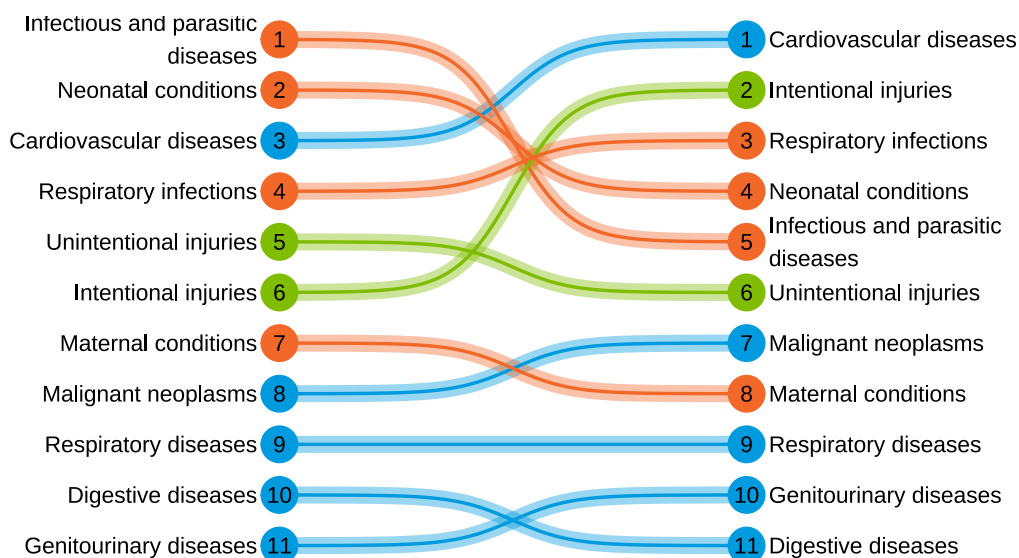 Infectious and parasitic
diseases
1
1
Cardiovascular diseases
Neonatal conditions
2
2
Intentional injuries
Cardiovascular diseases
3
3
Respiratory infections
Respiratory infections
4
4
Neonatal conditions
Unintentional injuries
5
5
Infectious and parasitic
diseases
Intentional injuries
6
6
Unintentional injuries
Maternal conditions
7
7
Malignant neoplasms
Malignant neoplasms
8
8
Maternal conditions
Respiratory diseases
9
9
Respiratory diseases
Digestive diseases
10
10
Genitourinary diseases
Genitourinary diseases
11
11
Digestive diseases